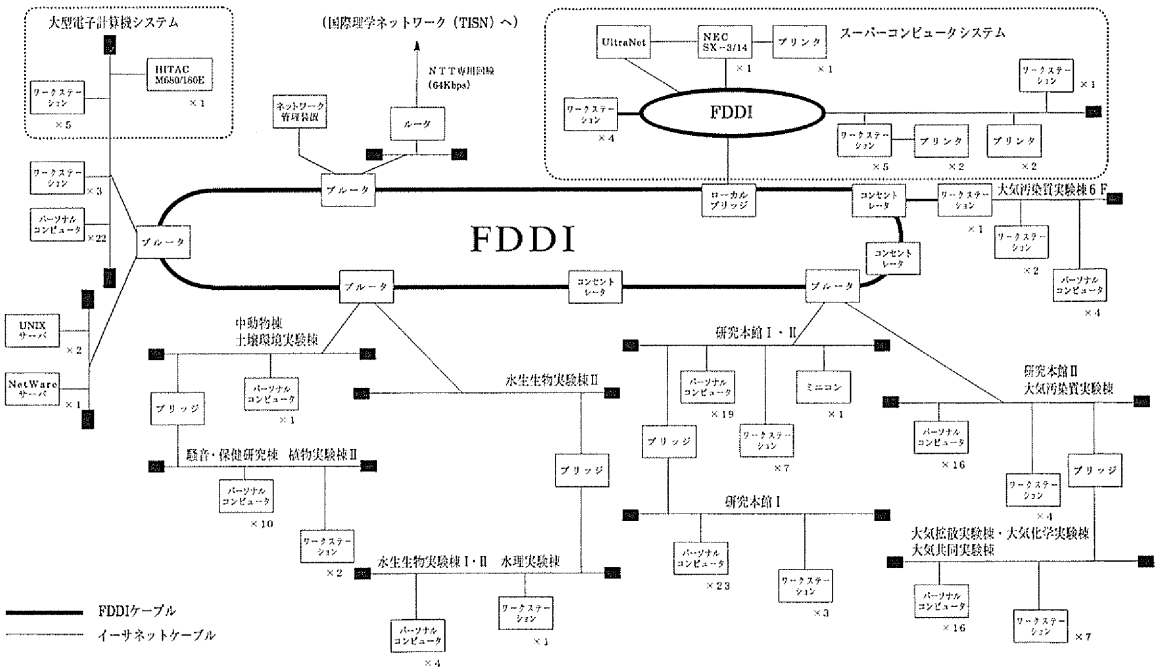 大型電子計算機システム
HITAC
M680/180E
×1
ワークステー
ション
×5
ワークステー
ション
×3
パーソナル
コンピュータ
×22
ブルータ
UNIX
サーバ
×2
NetWare
サーバ
×1
(国際理学ネットワーク (TISN) へ)
NTT専用回線
(64Kbps)
ネットワーク
管理装置
ルータ
ブルータ
スーパーコンピュータシステム
UltraNet
NEC
SX-3/14
×1
プリンタ
×1
FDDI
ワークステー
ション
×4
ワークステー
ション
×1
ワークステー
ション
×5
プリンタ
×2
プリンタ
×2
FDDI
ローカル
ブリッジ
コンセント
レータ
ワークステー
ション
×1
大気汚染質実験棟6F
ワークステー
ション
×2
パーソナル
コンピュータ
×4
コンセント
レータ
ブルータ
コンセント
レータ
ブルータ
中動物棟
土壌環境実験棟
パーソナル
コンピュータ
×1
ブリッジ
騒音・保健研究棟 植物実験棟II
パーソナル
コンピュータ
×10
ワークステー
ション
×2
水生生物実験棟II
ブリッジ
水生生物実験棟I・II 水理実験棟
パーソナル
コンピュータ
×4
ワークステー
ション
×1
研究本館I・II
パーソナル
コンピュータ
×19
ミニコン
×1
ワークステー
ション
×7
ブリッジ
研究本館I
パーソナル
コンピュータ
×23
ワークステー
ション
×3
研究本館II
大気汚染質実験棟
パーソナル
コンピュータ
×16
ワークステー
ション
×4
ブリッジ
大気拡散実験棟・大気化学実験棟
大気共同実験棟
パーソナル
コンピュータ
×16
ワークステー
ション
×7
FDDIケーブル
イーサネットケーブル